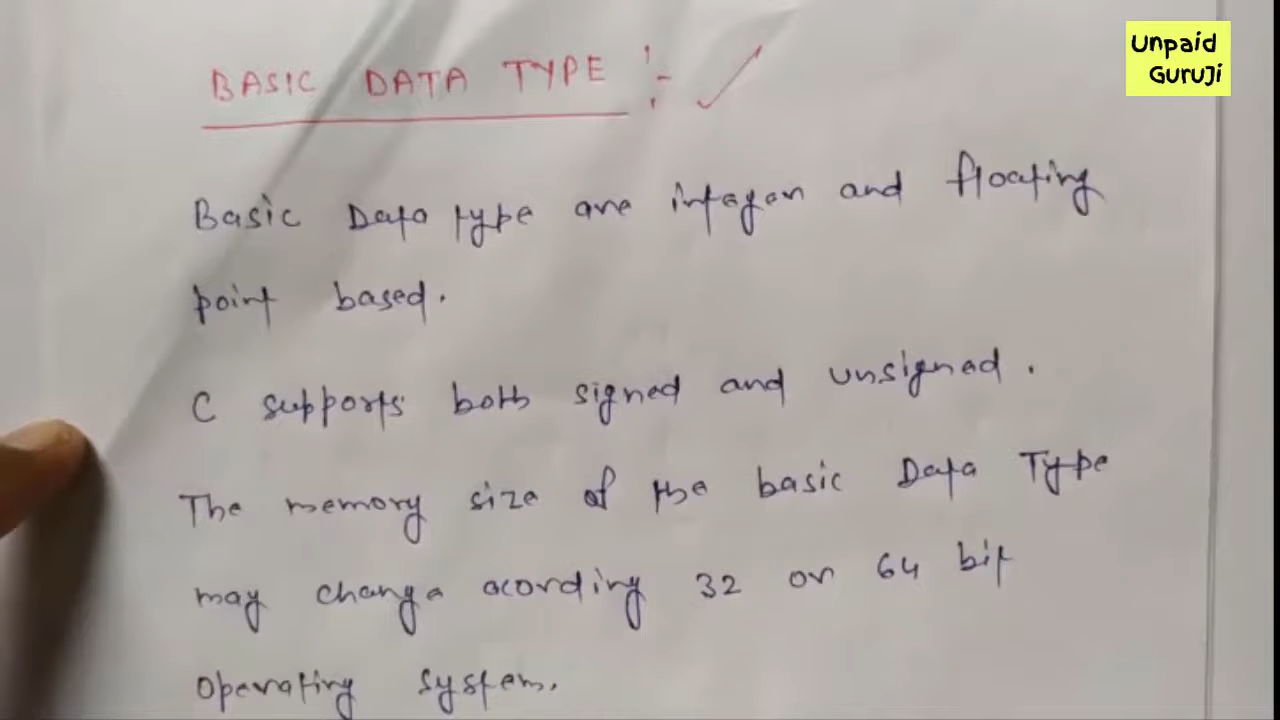 Unpaid
GuruJi
BASIC DATA TYPE :-
Basic Data type are integer and floating
point based.
C supports both signed and unsigned.
The memory size of the basic Data Type
may change acording 32 or 64 bit
operating system.